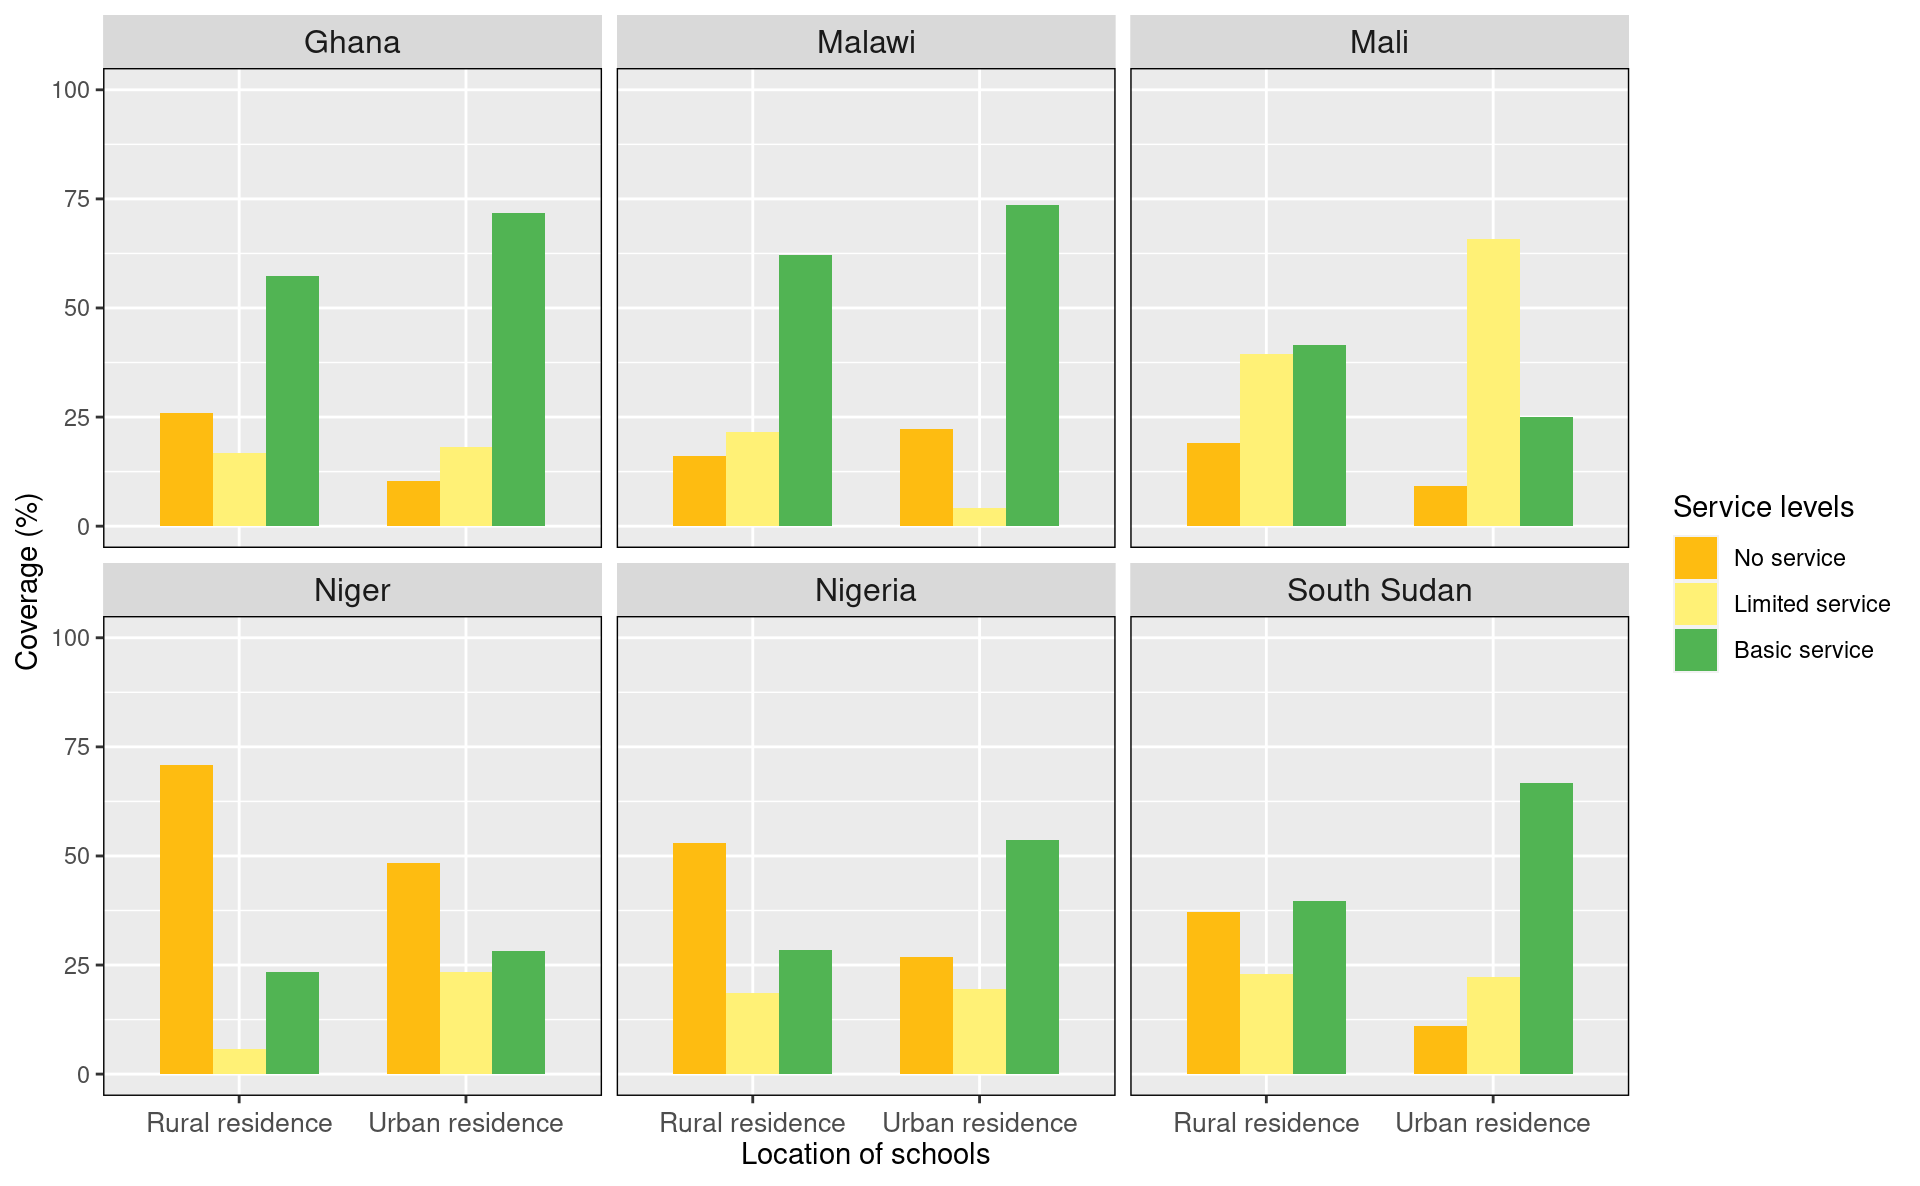 Ghana
Malawi
Mali
100
75
50
25
0
Niger
Nigeria
South Sudan
100
75
50
25
0
Rural residence
Urban residence
Rural residence
Urban residence
Rural residence
Urban residence
Location of schools
Coverage (%)
Service levels
No service
Limited service
Basic service